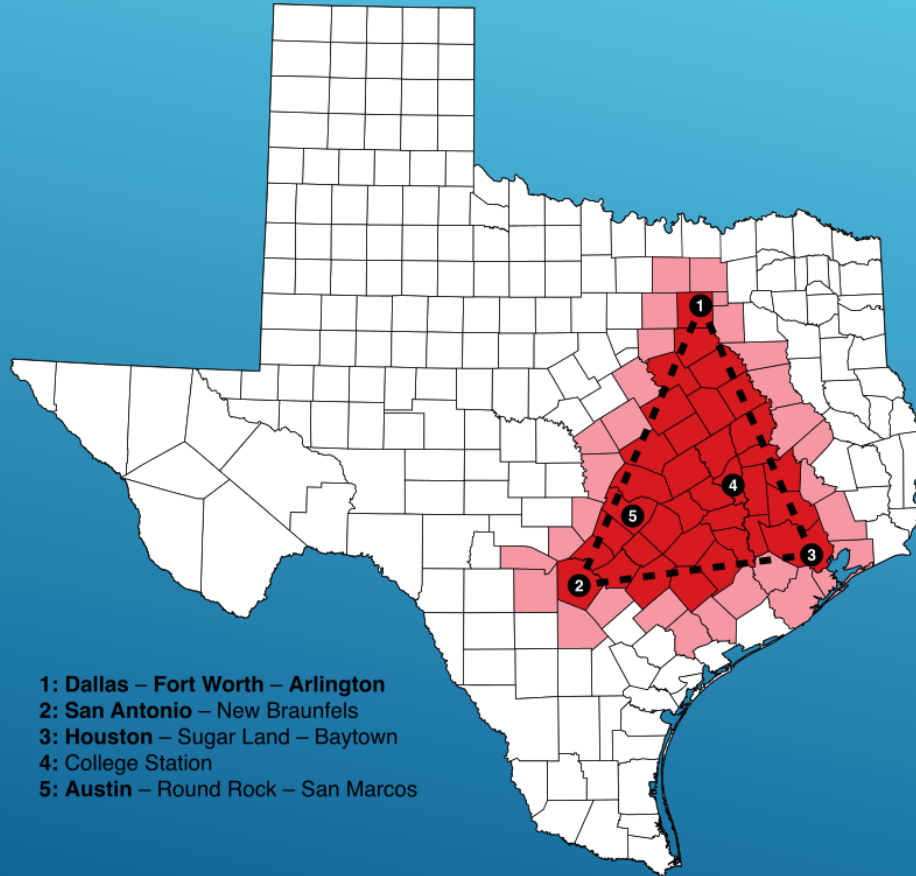 1
4
5
3
2
1: Dallas – Fort Worth – Arlington
2: San Antonio – New Braunfels
3: Houston – Sugar Land – Baytown
4: College Station
5: Austin – Round Rock – San Marcos